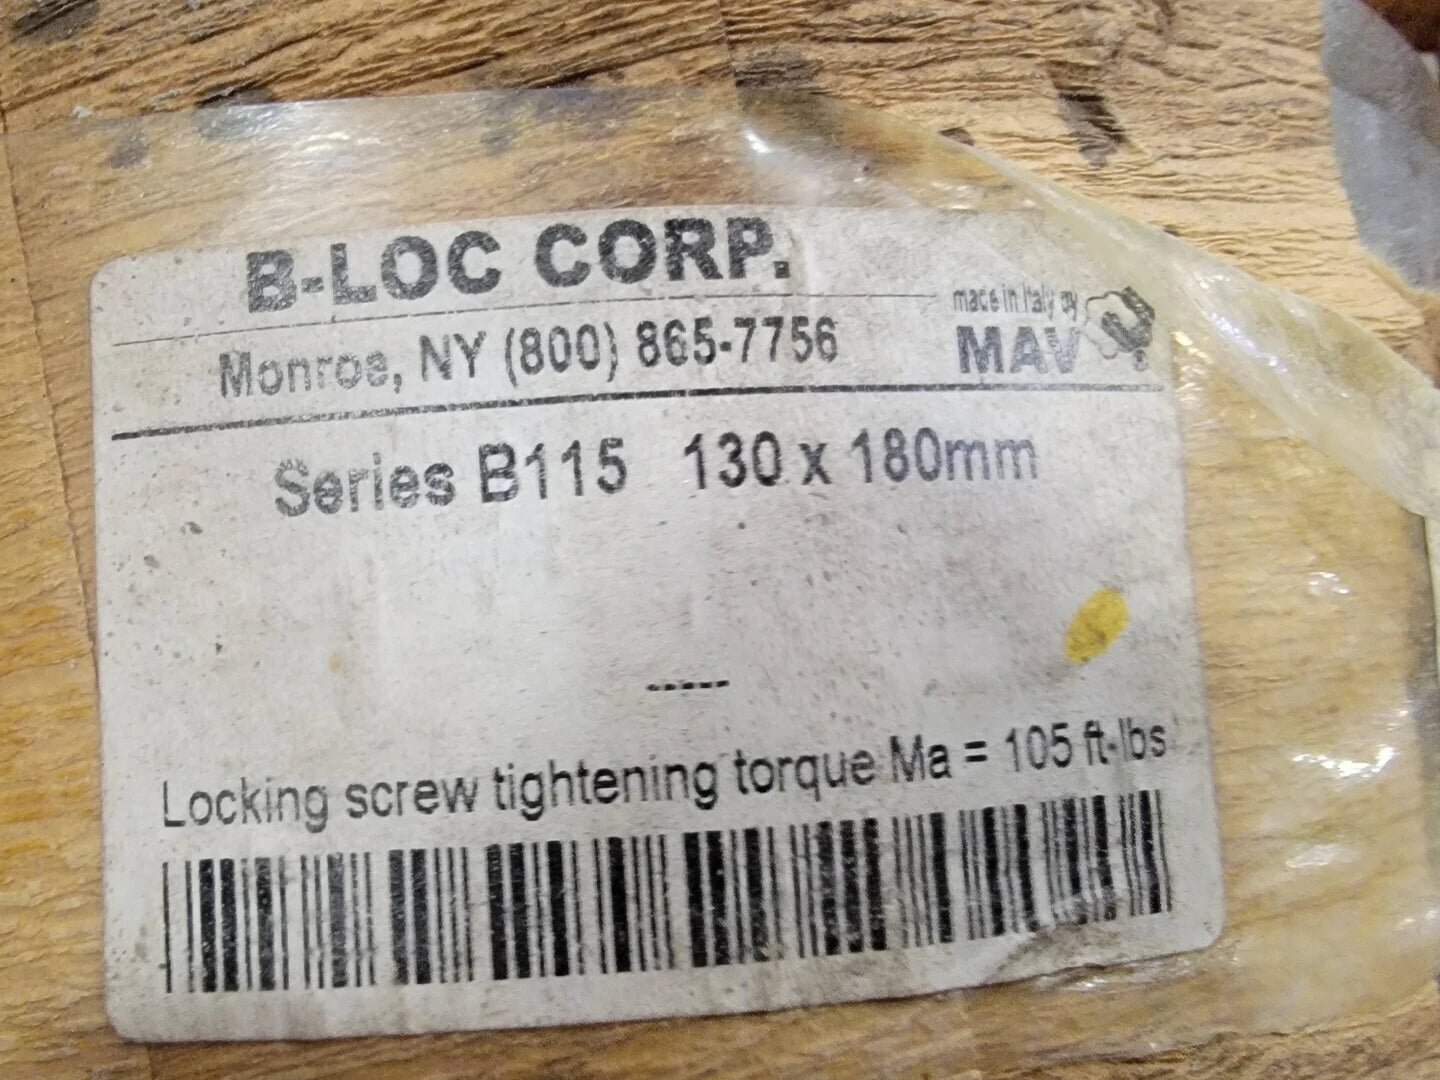 B-LOC CORP.
made in Italy by
MAV
Monroe, NY (800) 865-7756
Series B115 130 x 180mm
-----
Locking screw tightening torque Ma = 105 ft-lbs